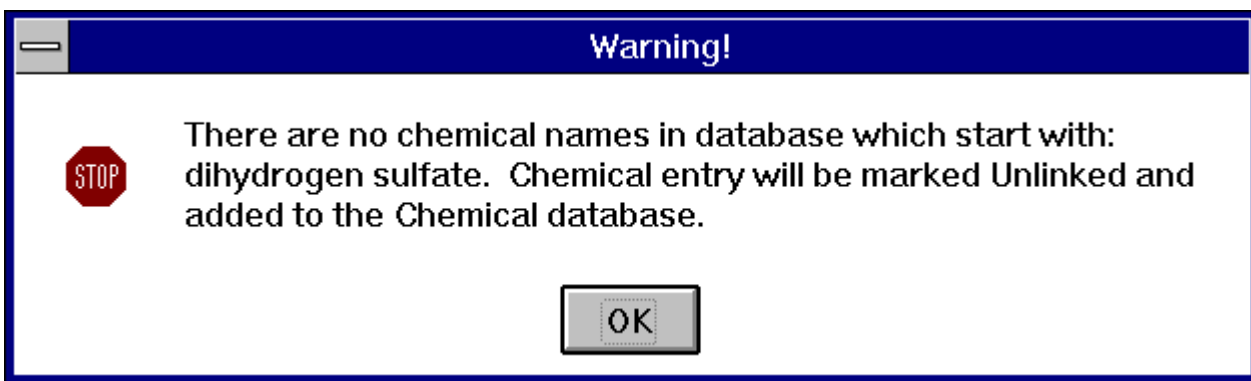 Warning!
STOP
There are no chemical names in database which start with:
dihydrogen sulfate.  Chemical entry will be marked Unlinked and
added to the Chemical database.
OK